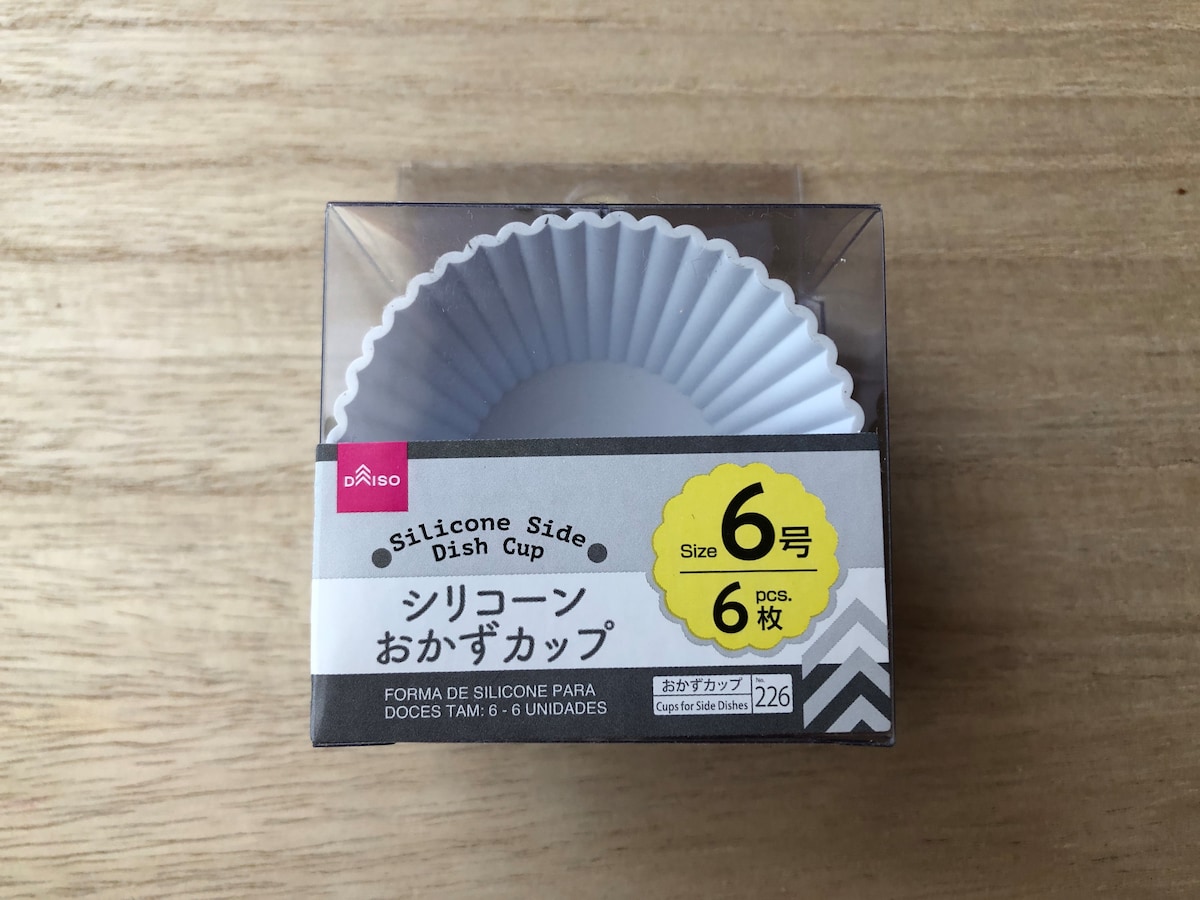 DAISO
Silicone Side
Dish Cup
シリコーン
おかずカップ
Size 6号
6 pcs.
枚
FORMA DE SILICONE PARA
DOCES TAM: 6 - 6 UNIDADES
おかずカップ
Cups for Side Dishes
No.
226